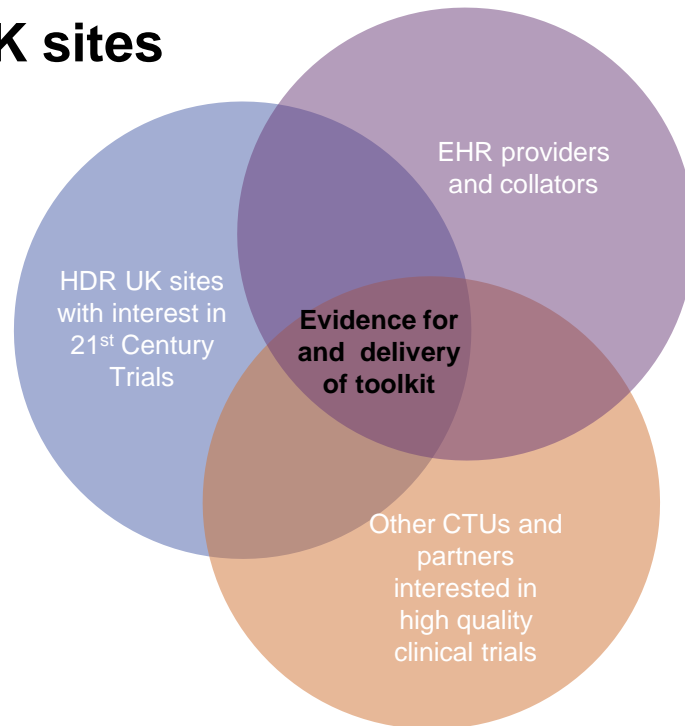 K sites
EHR providers
and collators
HDR UK sites
with interest in
21st Century
Trials
Evidence for
and delivery
of toolkit
Other CTUs and
partners
interested in
high quality
clinical trials